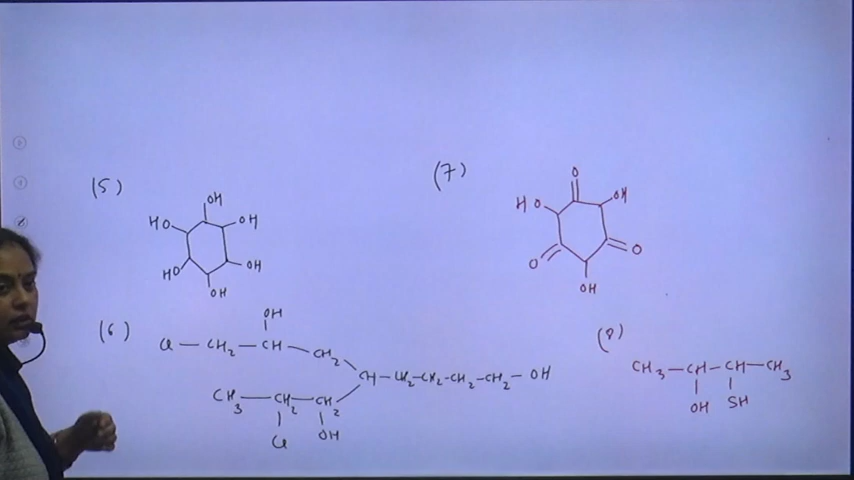 (5)
OH
HO
OH
HO
OH
OH
(6)
OH
Cl — CH₂ — CH — CH₂
CH — CH₂ — CH₂ — CH₂ — CH₂ — OH
CH₃ — CH₂ — CH₂
Cl
OH
(7)
O
HO
OH
O
O
OH
(8)
CH₃ — CH — CH — CH₃
OH
SH